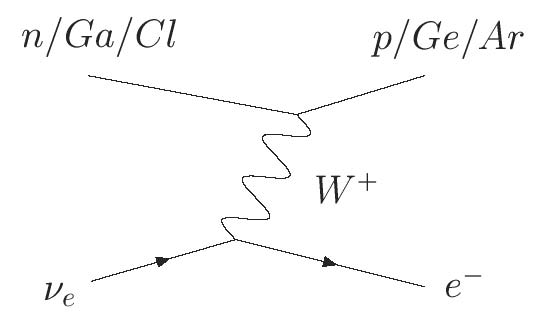 n/Ga/Cl p/Ge/Ar
W⁺
νₑ e⁻